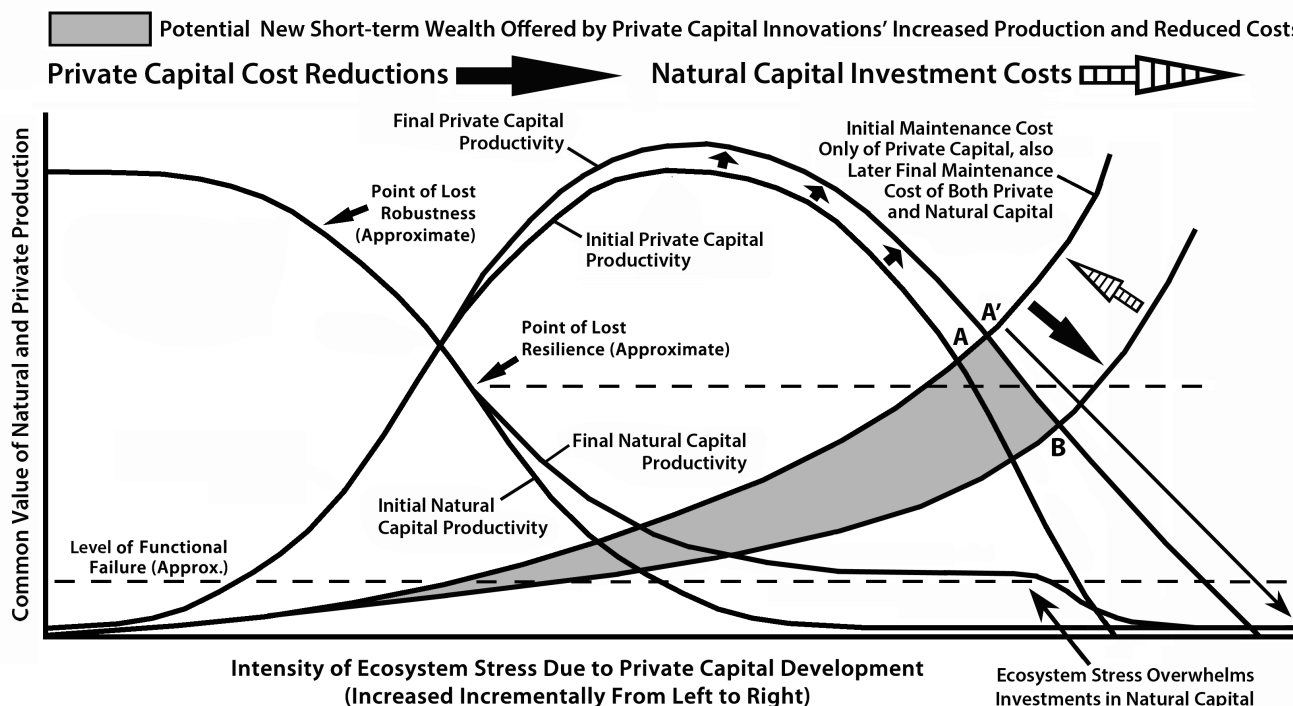 Potential New Short-term Wealth Offered by Private Capital Innovations' Increased Production and Reduced Costs
Private Capital Cost Reductions
Natural Capital Investment Costs
Common Value of Natural and Private Production
Final Private Capital
Productivity
Initial Maintenance Cost
Only of Private Capital, also
Later Final Maintenance
Cost of Both Private
and Natural Capital
Point of Lost
Robustness
(Approximate)
Initial Private Capital
Productivity
Point of Lost
Resilience (Approximate)
A
A'
B
Final Natural Capital
Productivity
Initial Natural
Capital Productivity
Level of Functional
Failure (Approx.)
Intensity of Ecosystem Stress Due to Private Capital Development
(Increased Incrementally From Left to Right)
Ecosystem Stress Overwhelms
Investments in Natural Capital